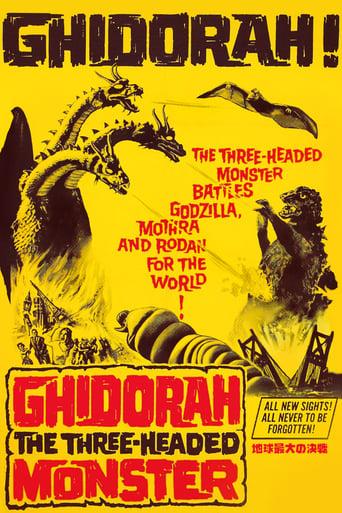 GHIDORAH!
THE THREE-HEADED
MONSTER
BATTLES
GODZILLA,
MOTHRA
AND RODAN
FOR THE
WORLD
!
GHIDORAH
THE THREE-HEADED
MONSTER
ALL NEW SIGHTS!
ALL NEVER TO BE
FORGOTTEN!
地球最大の決戦